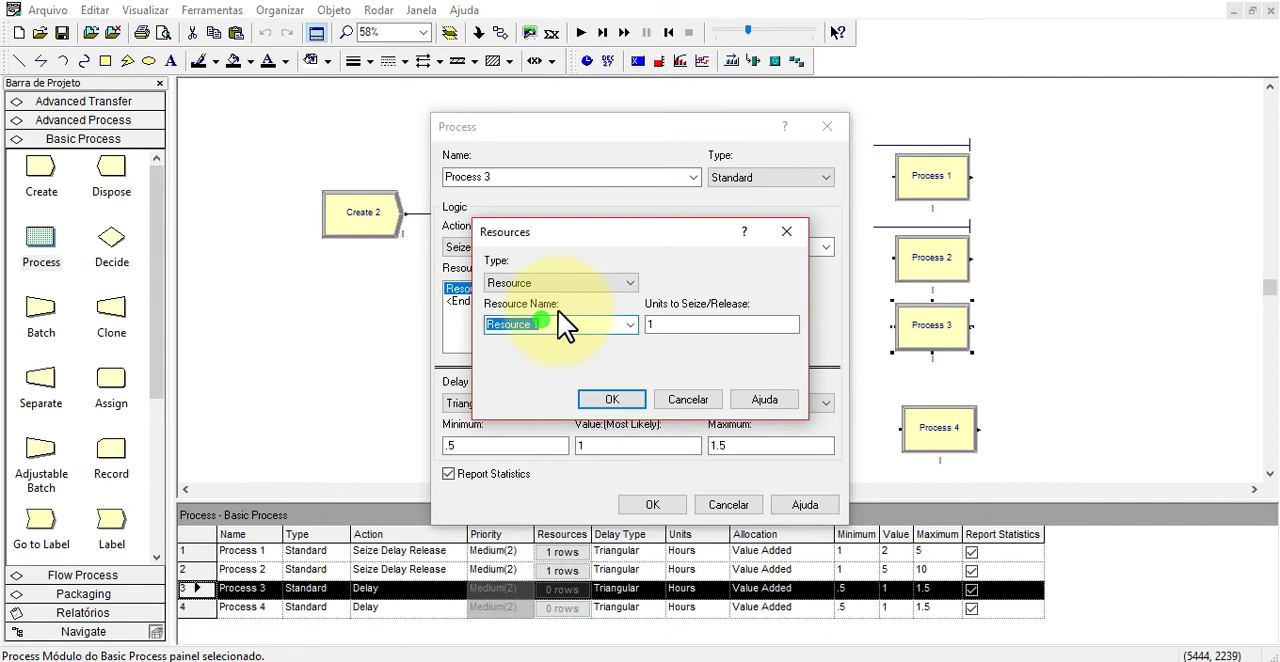 Arquivo Editar Visualizar Ferramentas Organizar Objeto Rodar Janela Ajuda
58%
Barra de Projeto
Advanced Transfer
Advanced Process
Basic Process
Create Dispose
Process Decide
Batch Clone
Separate Assign
Adjustable Batch Record
Go to Label Label
Flow Process
Packaging
Relatórios
Navigate
Create 2
Process
Name: Type:
Process 3 Standard
Logic
Action
Seize
Resou
Resou
<End
Resources
Type:
Resource
Resource Name: Units to Seize/Release:
Resource 1
OK Cancelar Ajuda
Delay
Triang
Minimum: Value:(Most Likely): Maximum:
.5 1 1.5
Report Statistics
OK Cancelar Ajuda
Process 1
Process 2
Process 3
Process 4
Process - Basic Process
Name Type Action Priority Resources Delay Type Units Allocation Minimum Value Maximum Report Statistics
1 Process 1 Standard Seize Delay Release Medium(2) 1 rows Triangular Hours Value Added 1 2 5
2 Process 2 Standard Seize Delay Release Medium(2) 1 rows Triangular Hours Value Added 1 5 10
3 Process 3 Standard Delay Medium(2) 0 rows Triangular Hours Value Added .5 1 1.5
4 Process 4 Standard Delay Medium(2) 0 rows Triangular Hours Value Added .5 1 1.5
Process Módulo do Basic Process painel selecionado. (5444, 2239)